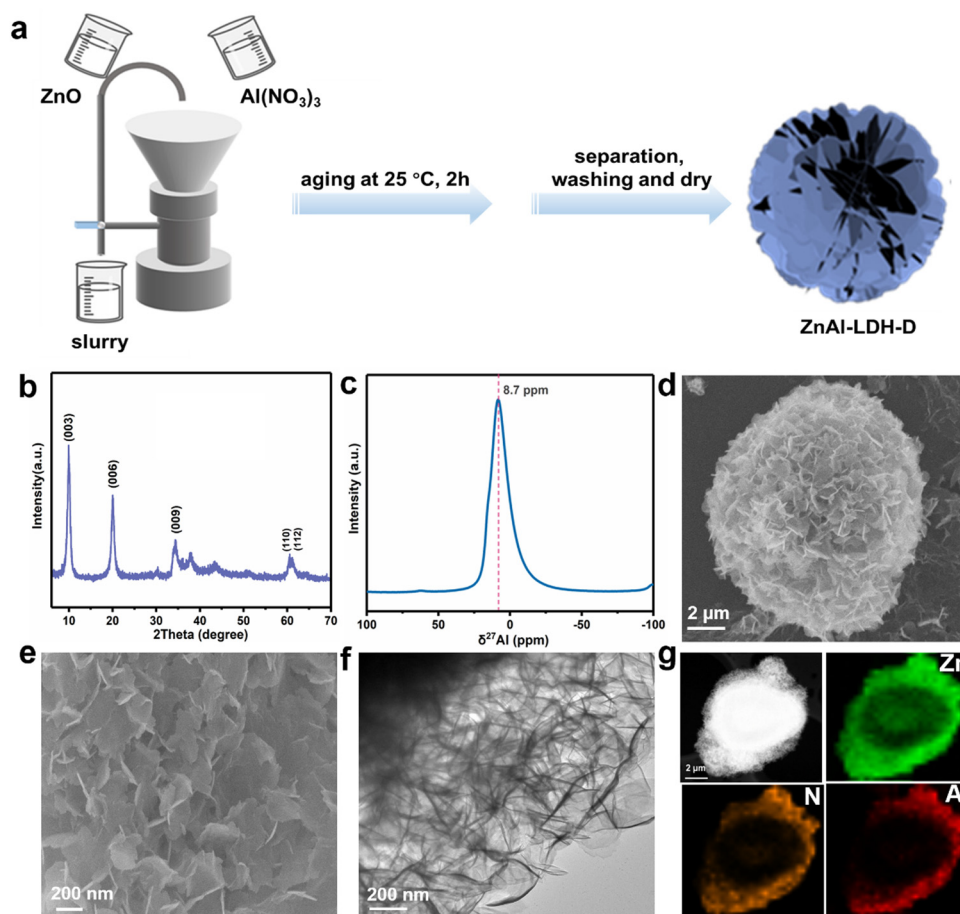 a
ZnO
Al(NO₃)₃
aging at 25 °C, 2h
separation,
washing and dry
slurry
ZnAl-LDH-D
b
Intensity(a.u.)
(003)
(006)
(009)
(110)
(112)
10 20 30 40 50 60 70
2Theta (degree)
c
Intensity (a.u.)
8.7 ppm
100 50 0 -50 -100
δ²⁷Al (ppm)
d
2 μm
e
200 nm
f
200 nm
g
2 μm
Zn
N
A